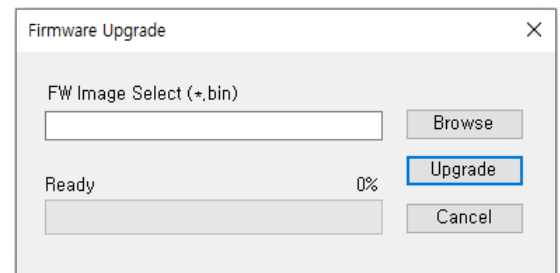 Firmware Upgrade
FW Image Select (*.bin)
Browse
Upgrade
Ready 0%
Cancel